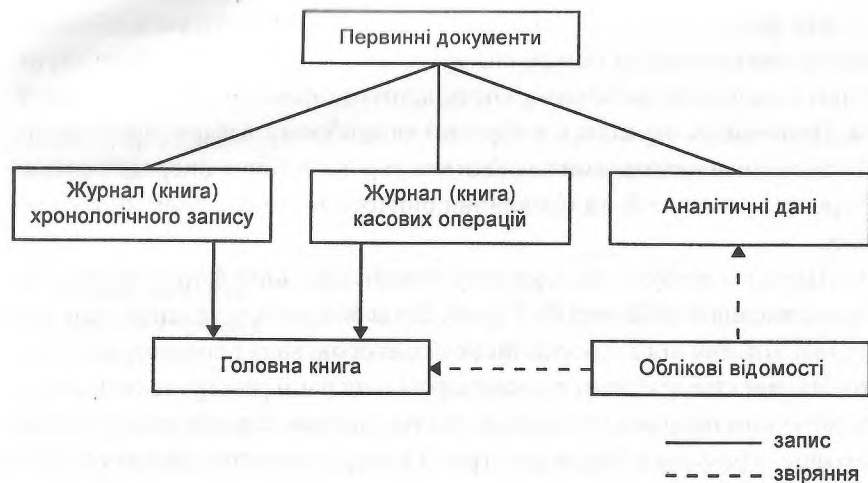 Первинні документи
Журнал (книга)
хронологічного запису
Журнал (книга)
касових операцій
Аналітичні дані
Головна книга
Облікові відомості
запис
звіряння